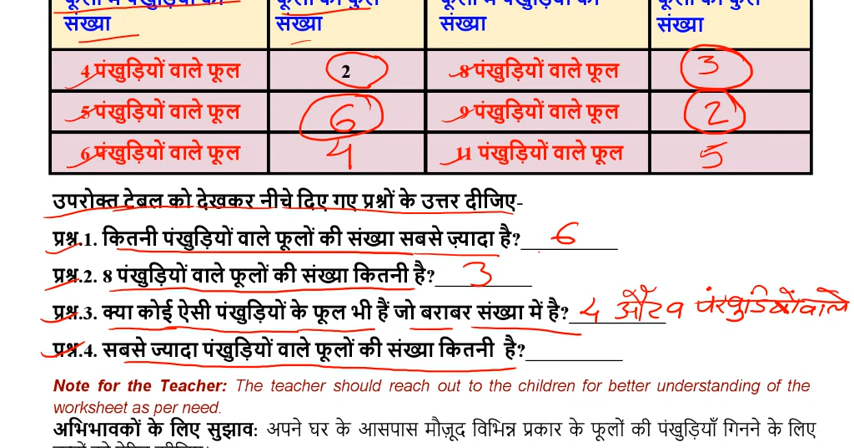 फूलों में पंखुड़ियों की संख्या
फूलों की कुल संख्या
फूलों में पंखुड़ियों की संख्या
फूलों की कुल संख्या
4 पंखुड़ियों वाले फूल 2 8 पंखुड़ियों वाले फूल 3
5 पंखुड़ियों वाले फूल 6 9 पंखुड़ियों वाले फूल 2
6 पंखुड़ियों वाले फूल 4 11 पंखुड़ियों वाले फूल 5
उपरोक्त टेबल को देखकर नीचे दिए गए प्रश्नों के उत्तर दीजिए-
प्रश्न.1. कितनी पंखुड़ियों वाले फूलों की संख्या सबसे ज़्यादा है? 6
प्रश्न.2. 8 पंखुड़ियों वाले फूलों की संख्या कितनी है? 3
प्रश्न.3. क्या कोई ऐसी पंखुड़ियों के फूल भी हैं जो बराबर संख्या में है? 4 और 9 पंखुडियोंवाले
प्रश्न.4. सबसे ज्यादा पंखुड़ियों वाले फूलों की संख्या कितनी है?
Note for the Teacher: The teacher should reach out to the children for better understanding of the
worksheet as per need.
अभिभावकों के लिए सुझाव: अपने घर के आसपास मौजूद विभिन्न प्रकार के फूलों की पंखुड़ियाँ गिनने के लिए